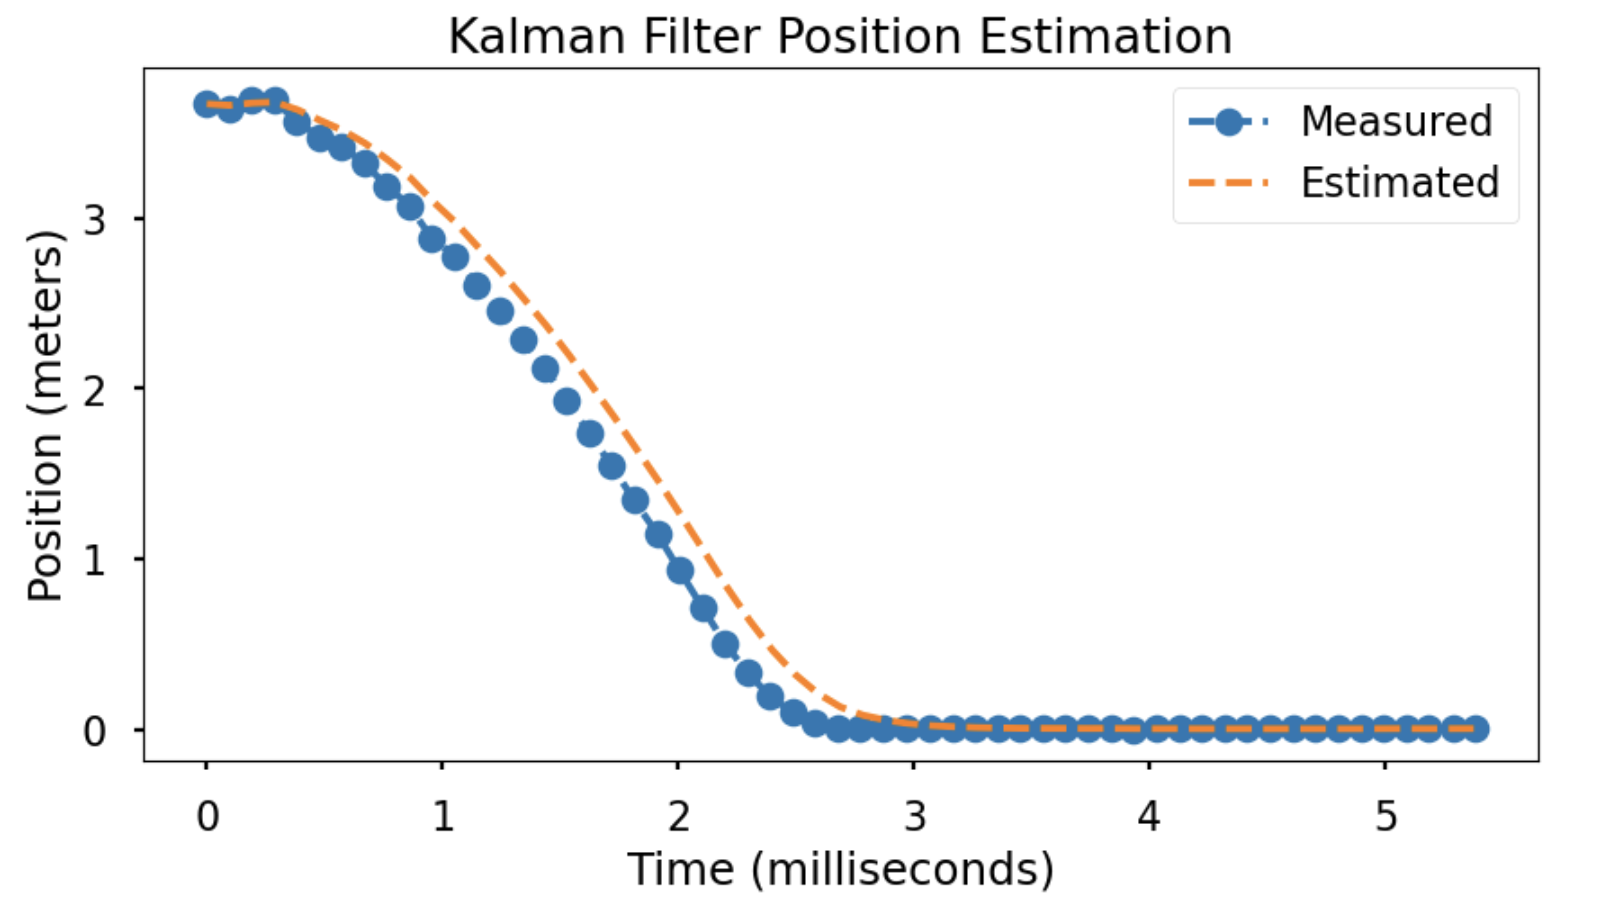 Kalman Filter Position Estimation
Measured
Estimated
Position (meters)
3
2
1
0
0 1 2 3 4 5
Time (milliseconds)